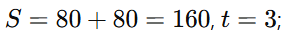 S = 80 + 80 = 160, t = 3;